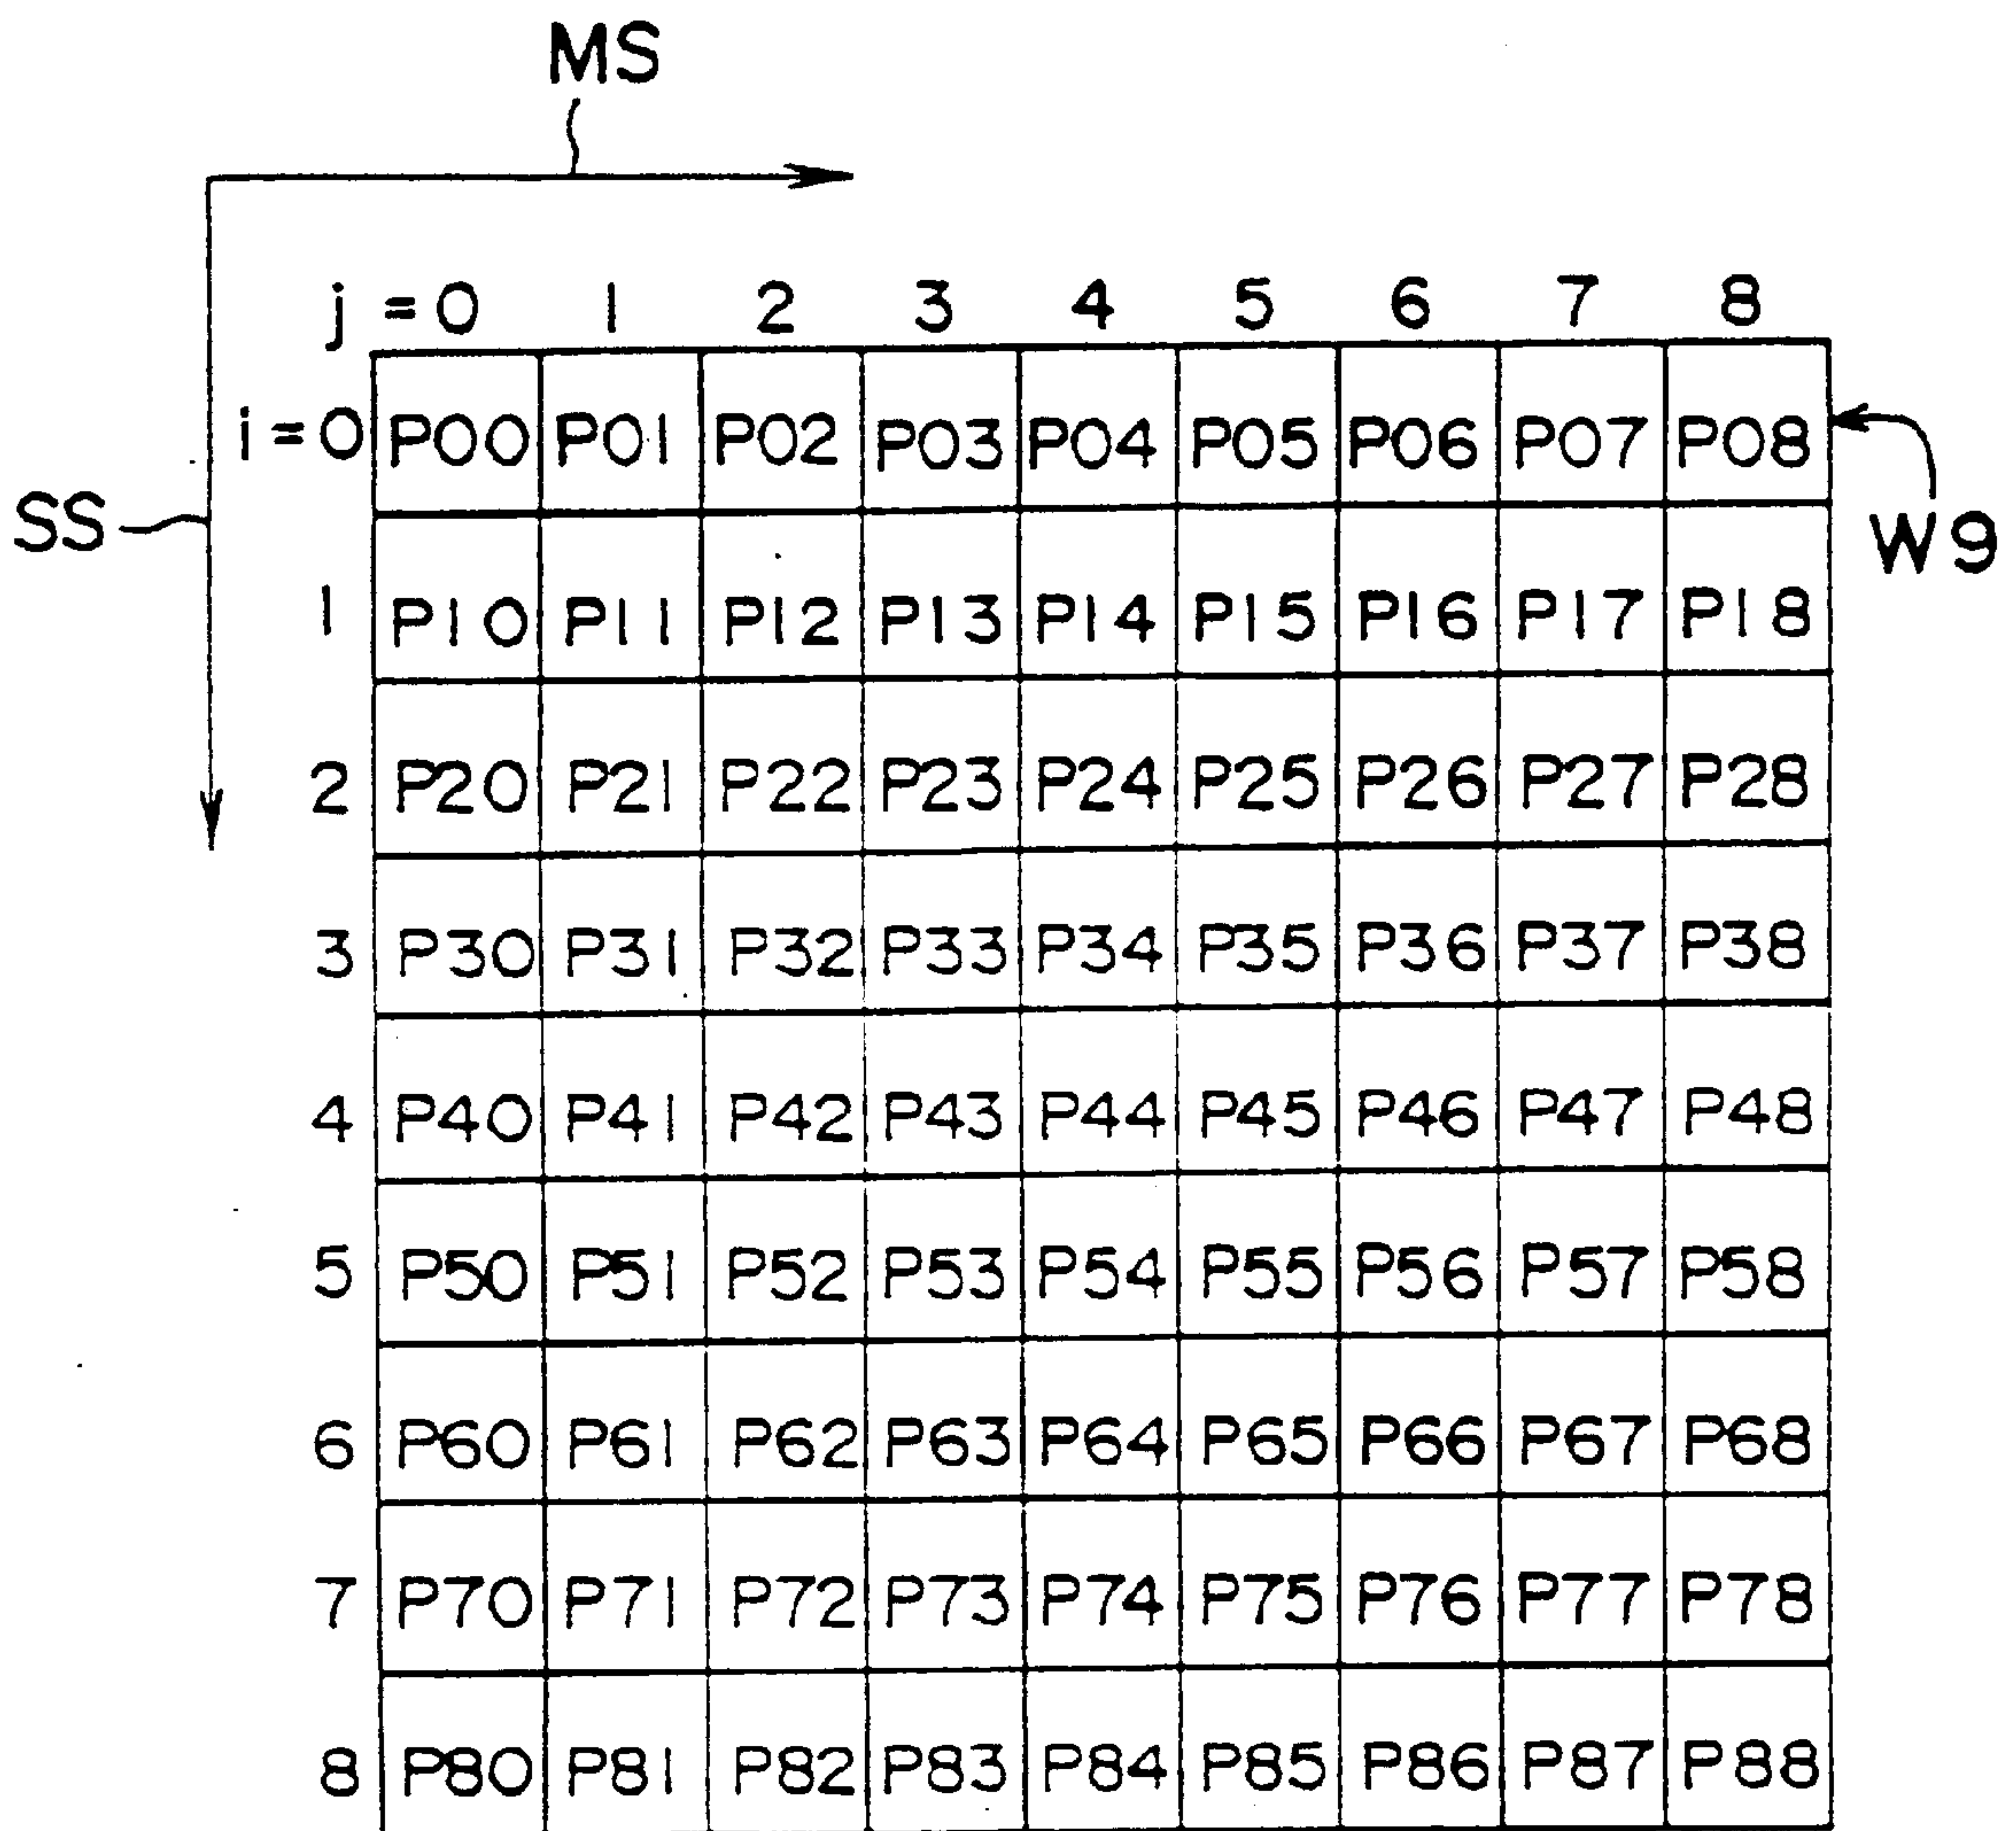 MS
j = 0 1 2 3 4 5 6 7 8
i = 0 P00 P01 P02 P03 P04 P05 P06 P07 P08
SS
W9
1 P10 P11 P12 P13 P14 P15 P16 P17 P18
2 P20 P21 P22 P23 P24 P25 P26 P27 P28
3 P30 P31 P32 P33 P34 P35 P36 P37 P38
4 P40 P41 P42 P43 P44 P45 P46 P47 P48
5 P50 P51 P52 P53 P54 P55 P56 P57 P58
6 P60 P61 P62 P63 P64 P65 P66 P67 P68
7 P70 P71 P72 P73 P74 P75 P76 P77 P78
8 P80 P81 P82 P83 P84 P85 P86 P87 P88